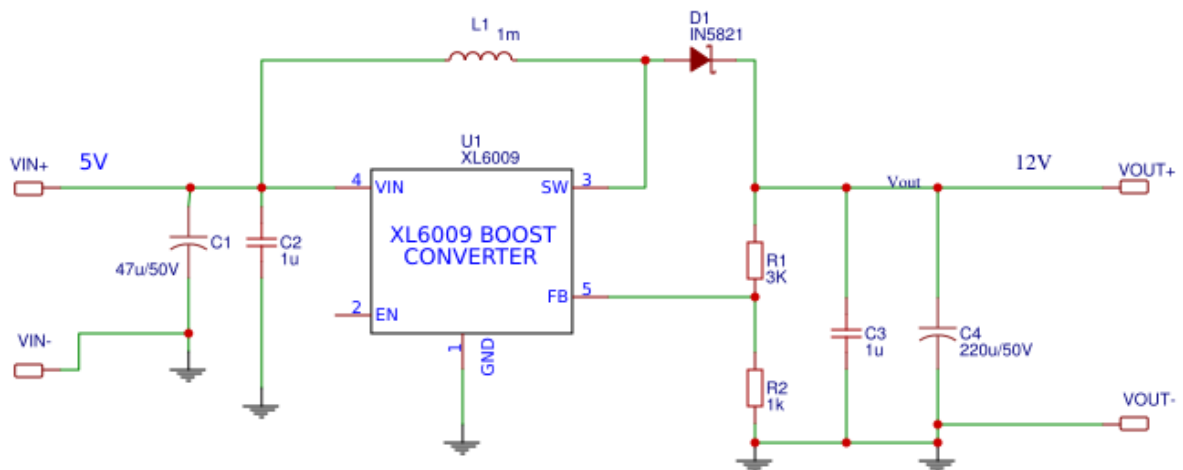 L1
1m
D1
IN5821
VIN+
5V
U1
XL6009
4
VIN
SW
3
12V
VOUT+
Vout
C1
47u/50V
C2
1u
XL6009 BOOST
CONVERTER
R1
3K
2
EN
FB
5
VIN-
1
GND
C3
1u
C4
220u/50V
R2
1k
VOUT-